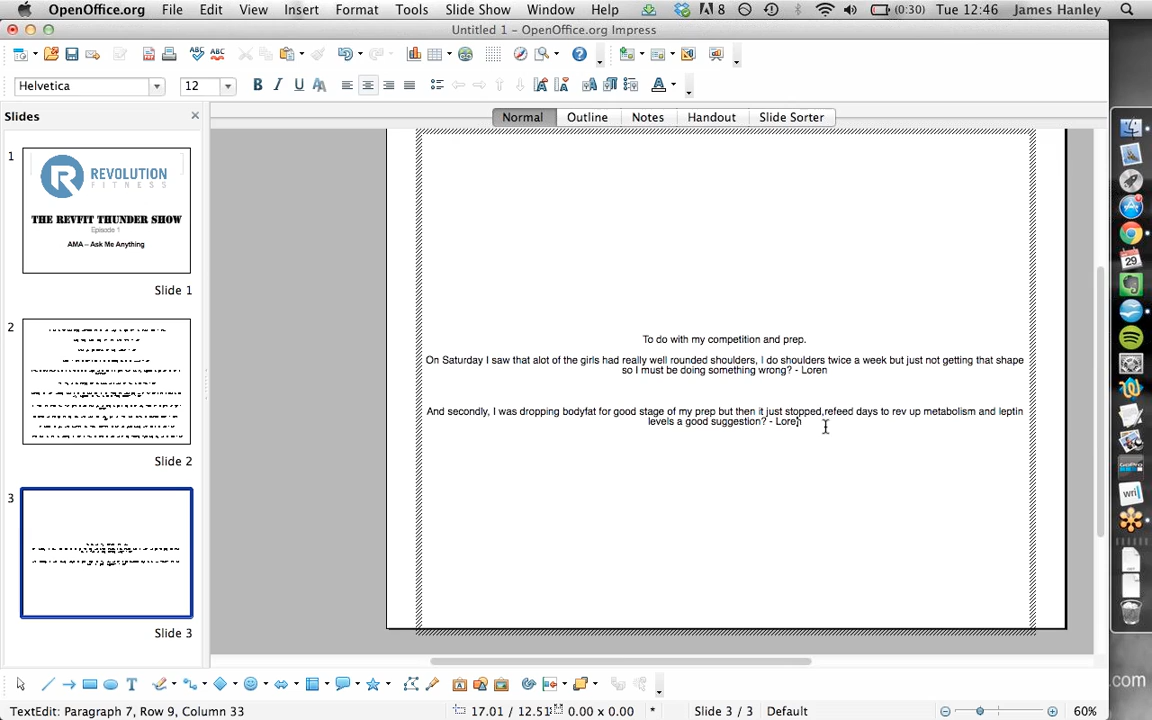 OpenOffice.org File Edit View Insert Format Tools Slide Show Window Help 8 (0:30) Tue 12:46 James Hanley
Untitled 1 - OpenOffice.org Impress
Helvetica 12
Slides
Normal Outline Notes Handout Slide Sorter
1
REVOLUTION
FITNESS
THE REVFIT THUNDER SHOW
Episode 1
AMA – Ask Me Anything
Slide 1
2
Slide 2
3
Slide 3
To do with my competition and prep.
On Saturday I saw that alot of the girls had really well rounded shoulders, I do shoulders twice a week but just not getting that shape
so I must be doing something wrong? - Loren
And secondly, I was dropping bodyfat for good stage of my prep but then it just stopped,refeed days to rev up metabolism and leptin
levels a good suggestion? - Loren
29
GoPro
wri
.com
TextEdit: Paragraph 7, Row 9, Column 33 17.01 / 12.51 0.00 x 0.00 * Slide 3 / 3 Default 60%